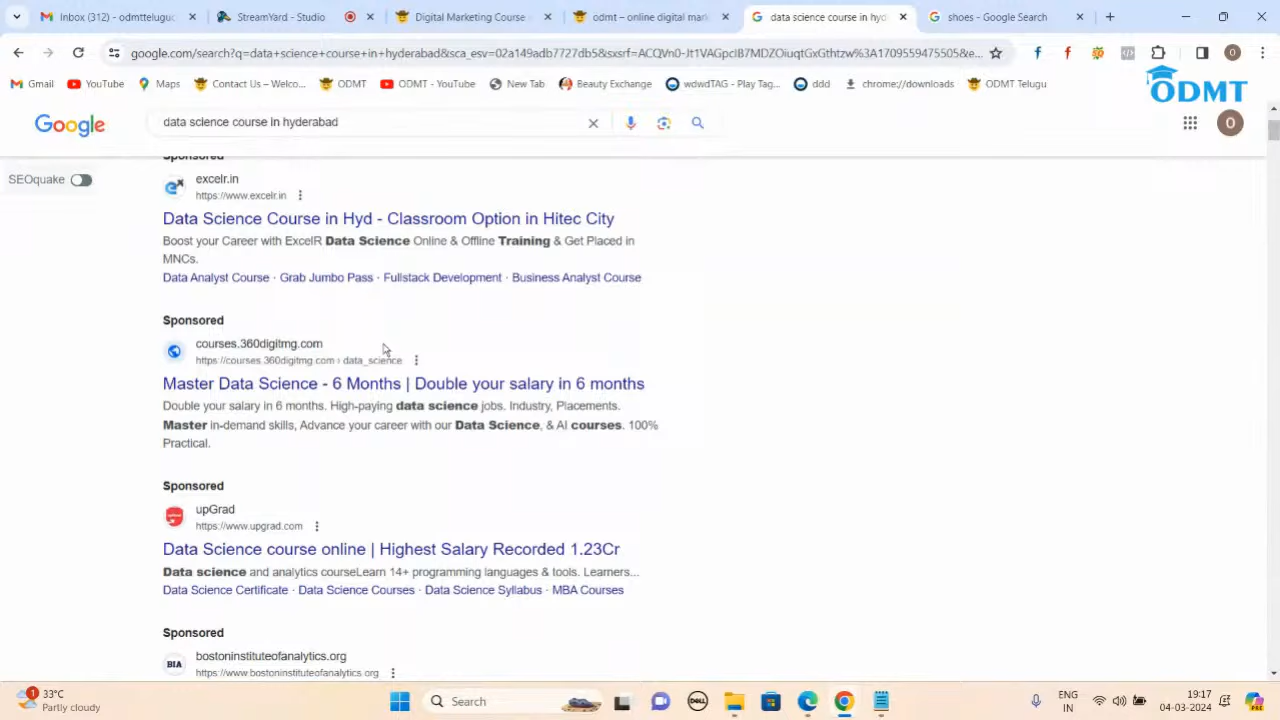 Inbox (312) - odmttelugu
StreamYard - Studio
Digital Marketing Course
odmt – online digital mark
data science course in hyd
shoes - Google Search
google.com/search?q=data+science+course+in+hyderabad&sca_esv=02a149adb7727db5&sxsrf=ACQVn0-Jt1VAGpcIB7MDZOiuqtGxGthtzw%3A1709559475505&e...
Gmail
YouTube
Maps
Contact Us – Welco...
ODMT
ODMT - YouTube
New Tab
Beauty Exchange
wdwdTAG - Play Tag...
ddd
chrome://downloads
ODMT Telugu
ODMT
Google
data science course in hyderabad
O
O
SEOquake
Sponsored
excelr.in
https://www.excelr.in
Data Science Course in Hyd - Classroom Option in Hitec City
Boost your Career with ExcelR Data Science Online & Offline Training & Get Placed in
MNCs.
Data Analyst Course · Grab Jumbo Pass · Fullstack Development · Business Analyst Course
Sponsored
courses.360digitmg.com
https://courses.360digitmg.com › data_science
Master Data Science - 6 Months | Double your salary in 6 months
Double your salary in 6 months. High-paying data science jobs. Industry, Placements.
Master in-demand skills, Advance your career with our Data Science, & AI courses. 100%
Practical.
Sponsored
upGrad
https://www.upgrad.com
Data Science course online | Highest Salary Recorded 1.23Cr
Data science and analytics courseLearn 14+ programming languages & tools. Learners...
Data Science Certificate · Data Science Courses · Data Science Syllabus · MBA Courses
Sponsored
BIA
bostoninstituteofanalytics.org
https://www.bostoninstituteofanalytics.org
1
33°C
Partly cloudy
Search
DELL
ENG
IN
19:17
04-03-2024